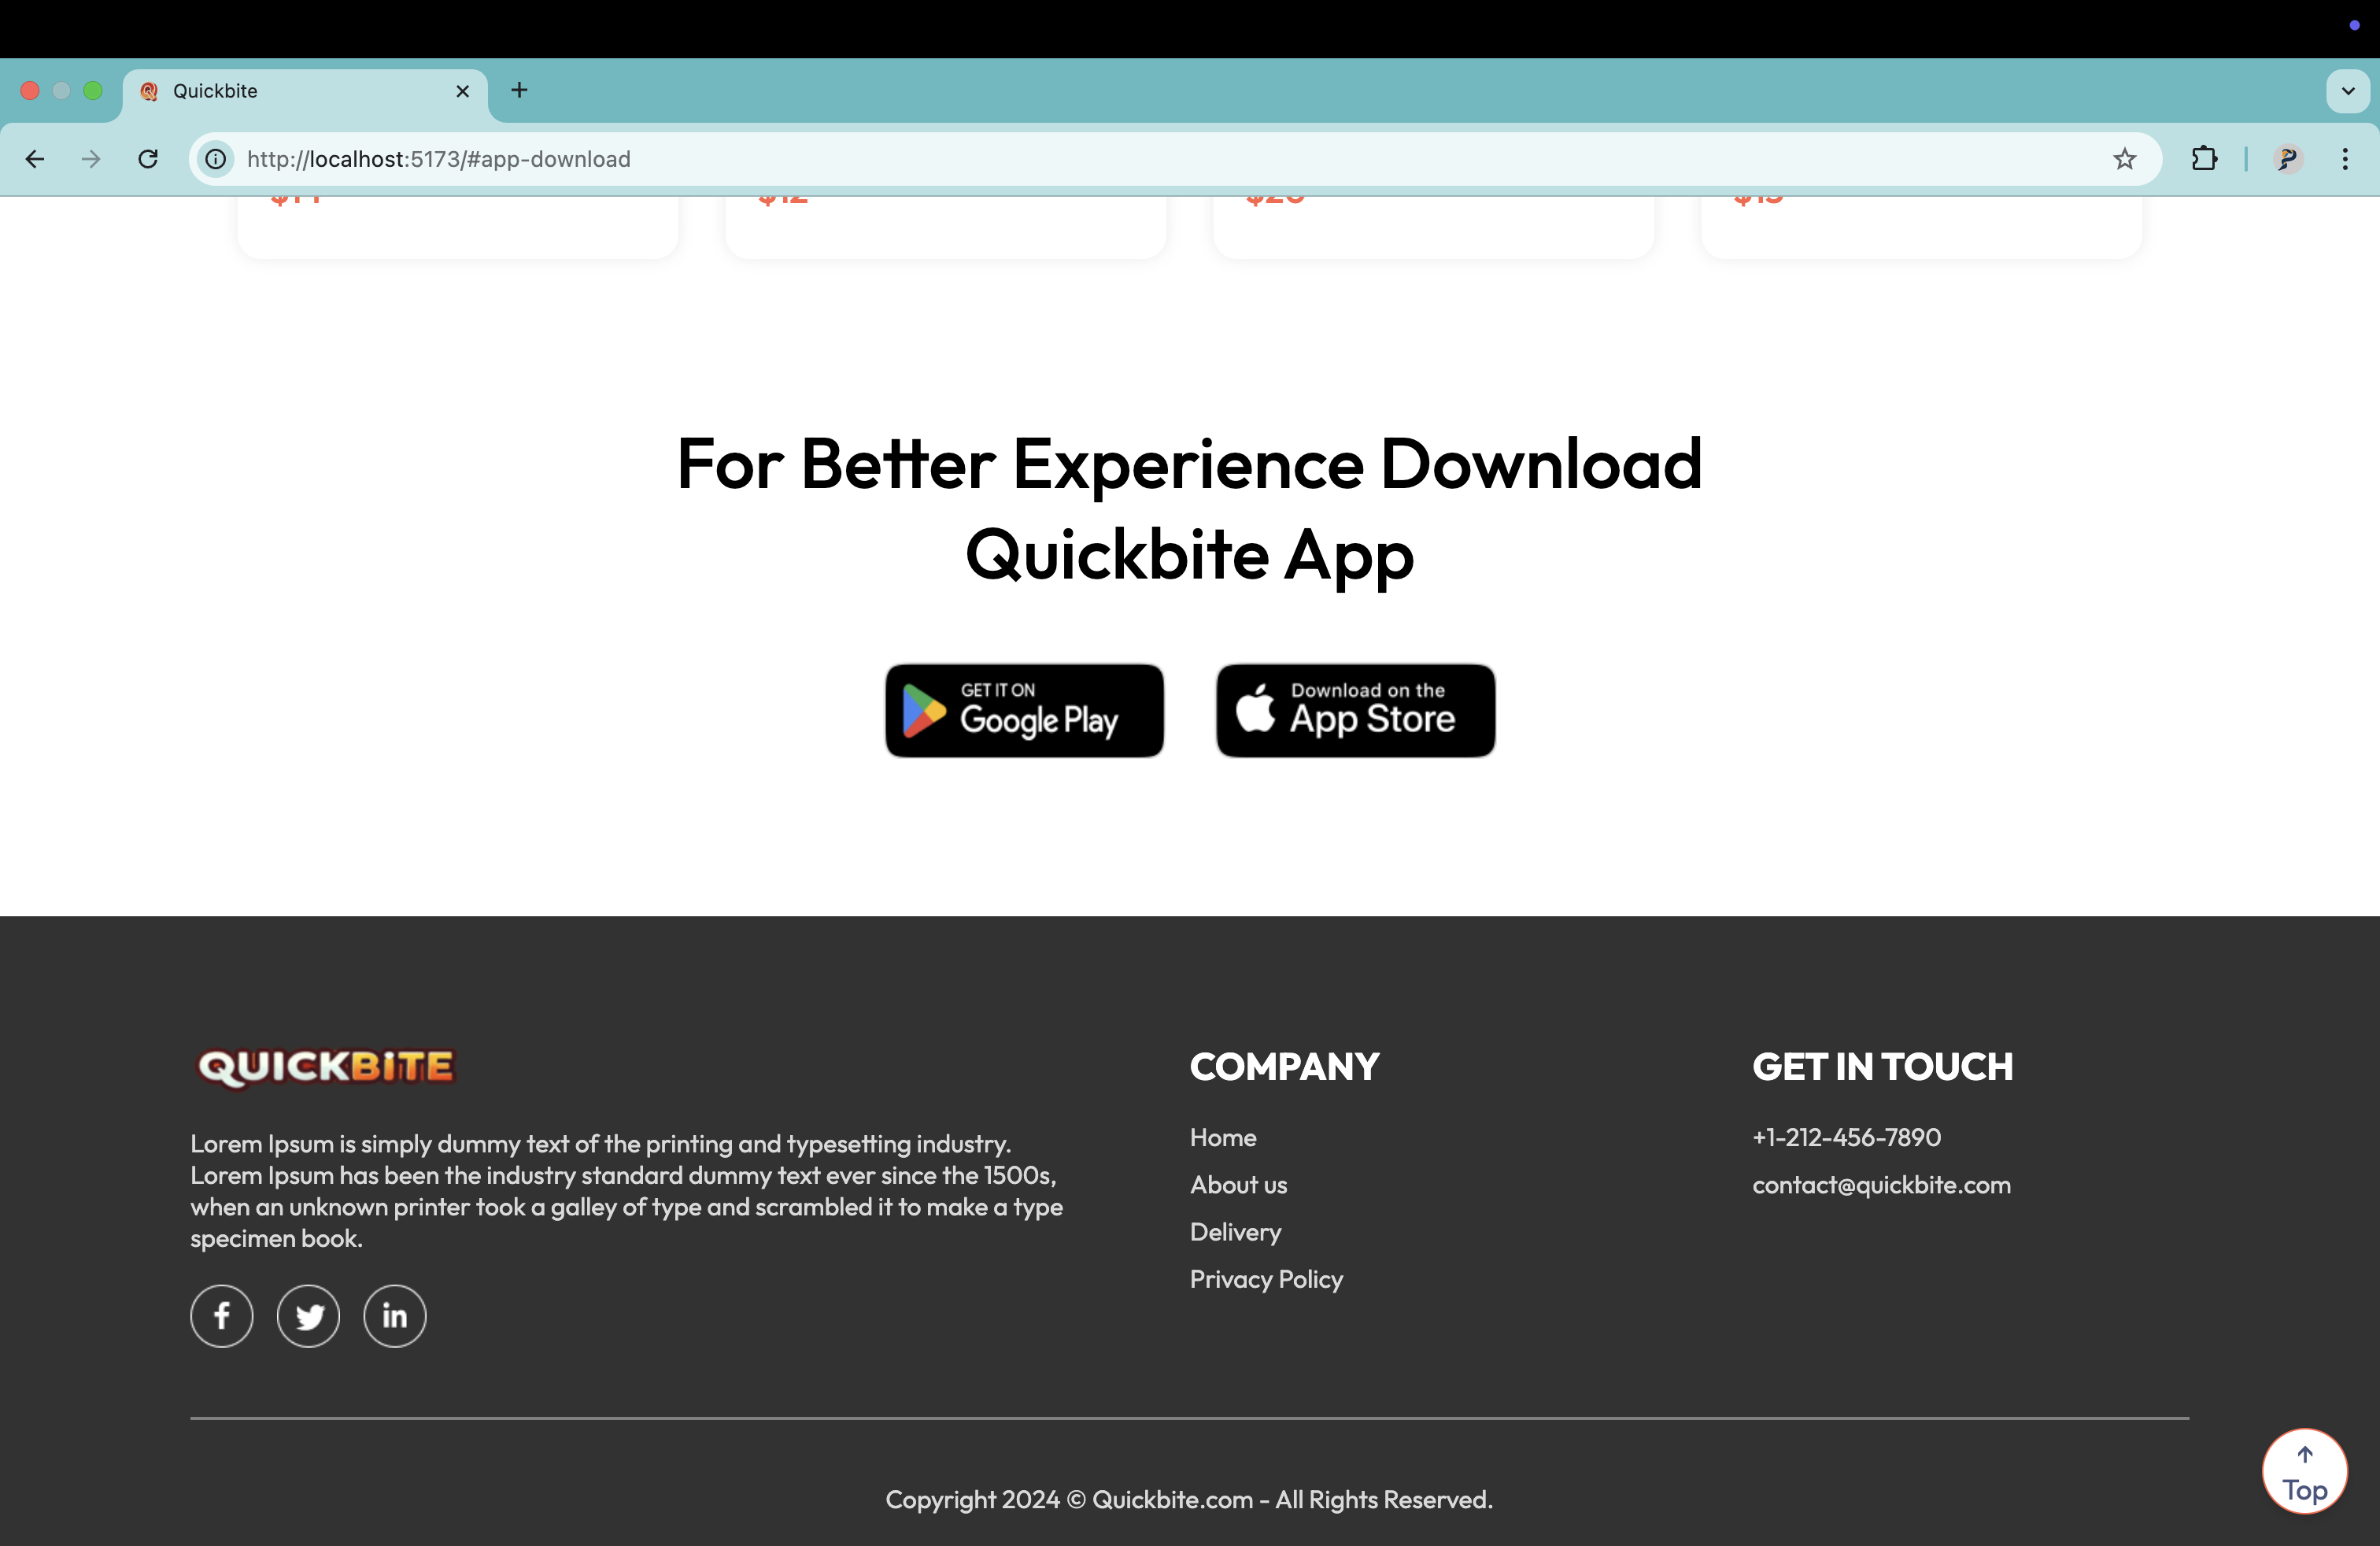 Quickbite
http://localhost:5173/#app-download
$12
For Better Experience Download
Quickbite App
GET IT ON
Google Play
Download on the
App Store
QUICKBiTE
Lorem Ipsum is simply dummy text of the printing and typesetting industry.
Lorem Ipsum has been the industry standard dummy text ever since the 1500s,
when an unknown printer took a galley of type and scrambled it to make a type
specimen book.
f
in
COMPANY
Home
About us
Delivery
Privacy Policy
GET IN TOUCH
+1-212-456-7890
contact@quickbite.com
Top
Copyright 2024 © Quickbite.com - All Rights Reserved.